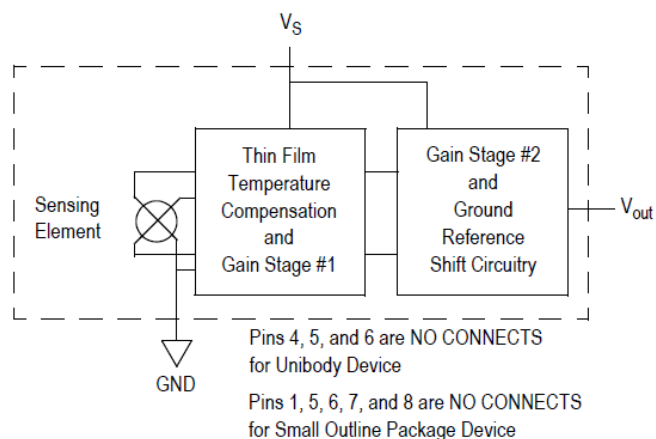 V_S
Thin Film
Temperature
Compensation
and
Gain Stage #1
Gain Stage #2
and
Ground
Reference
Shift Circuitry
Sensing
Element
V_out
GND
Pins 4, 5, and 6 are NO CONNECTS
for Unibody Device
Pins 1, 5, 6, 7, and 8 are NO CONNECTS
for Small Outline Package Device